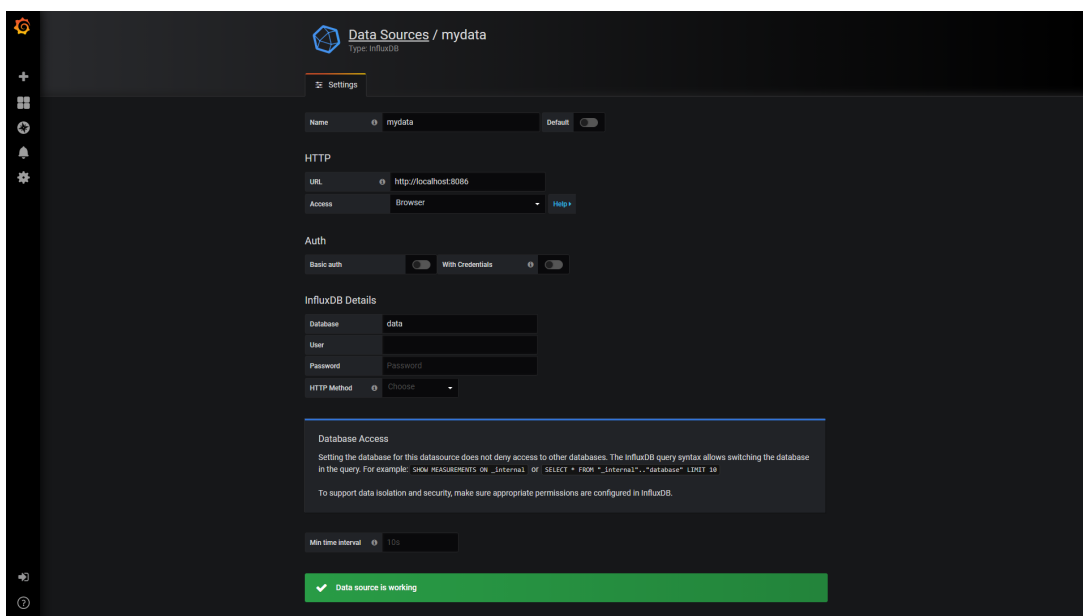 Data Sources / mydata
Type: InfluxDB
Settings
Name mydata Default
HTTP
URL http://localhost:8086
Access Browser Help
Auth
Basic auth With Credentials
InfluxDB Details
Database data
User
Password Password
HTTP Method Choose
Database Access
Setting the database for this datasource does not deny access to other databases. The InfluxDB query syntax allows switching the database
in the query. For example: SHOW MEASUREMENTS ON _internal or SELECT * FROM "_internal".."database" LIMIT 10
To support data isolation and security, make sure appropriate permissions are configured in InfluxDB.
Min time interval 10s
Data source is working